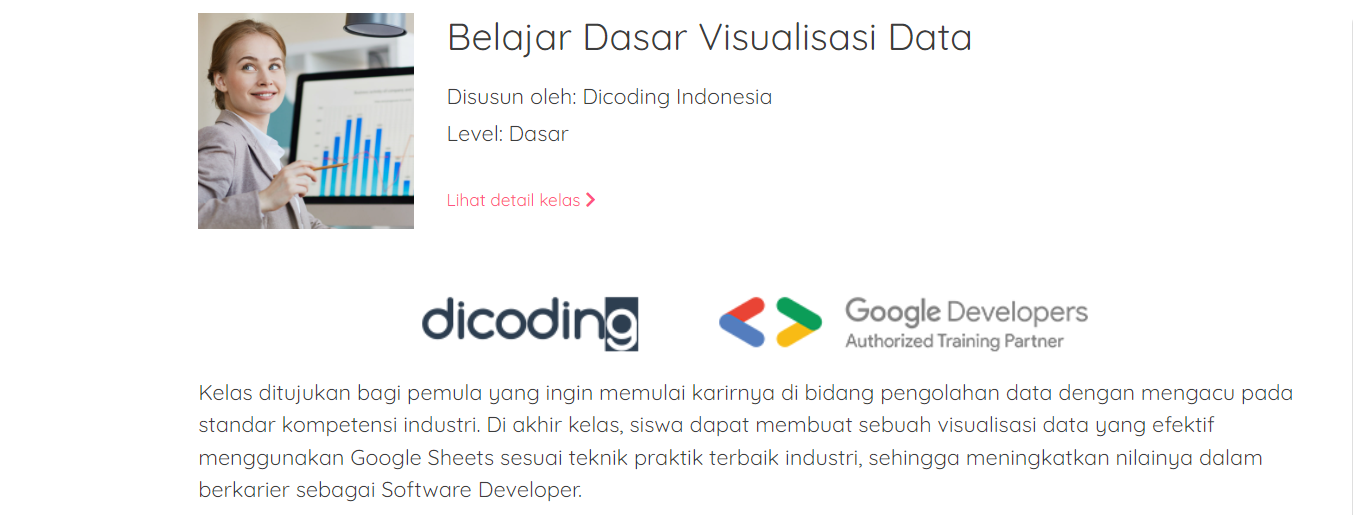 Belajar Dasar Visualisasi Data
Disusun oleh: Dicoding Indonesia
Level: Dasar
Lihat detail kelas
dicoding
Google Developers
Authorized Training Partner
Kelas ditujukan bagi pemula yang ingin memulai karirnya di bidang pengolahan data dengan mengacu pada
standar kompetensi industri. Di akhir kelas, siswa dapat membuat sebuah visualisasi data yang efektif
menggunakan Google Sheets sesuai teknik praktik terbaik industri, sehingga meningkatkan nilainya dalam
berkarier sebagai Software Developer.